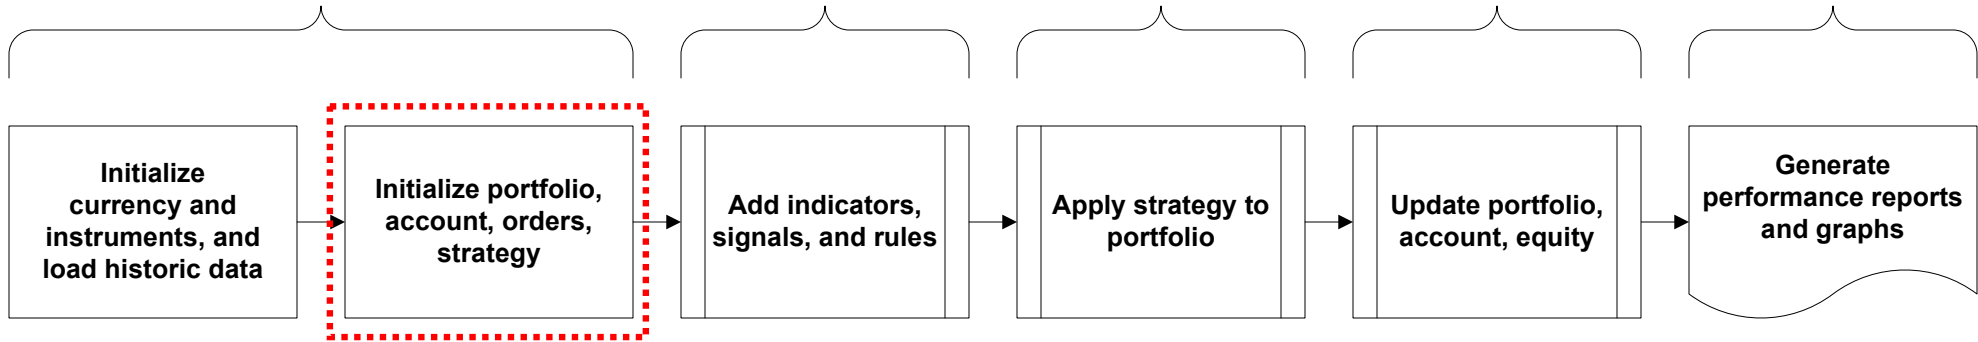 Initialize
currency and
instruments, and
load historic data
Initialize portfolio,
account, orders,
strategy
Add indicators,
signals, and rules
Apply strategy to
portfolio
Update portfolio,
account, equity
Generate
performance reports
and graphs